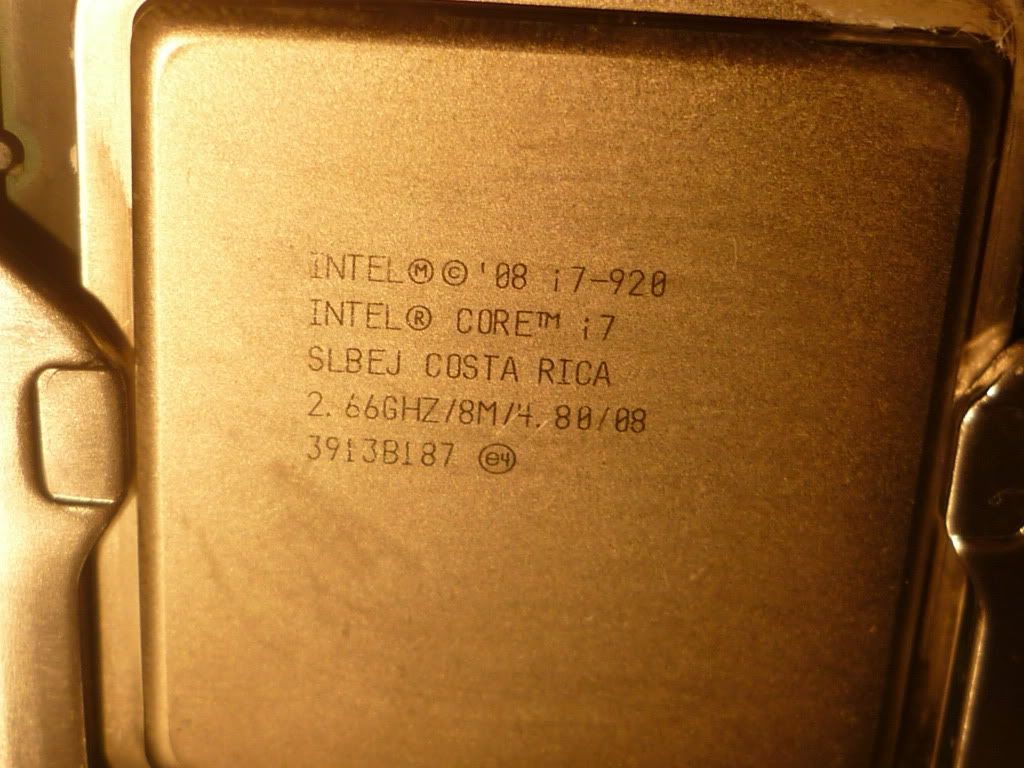 INTEL®©'08 i7-920
INTEL® CORE™ i7
SLBEJ COSTA RICA
2.66GHZ/8M/4.80/08
3913B187 e4